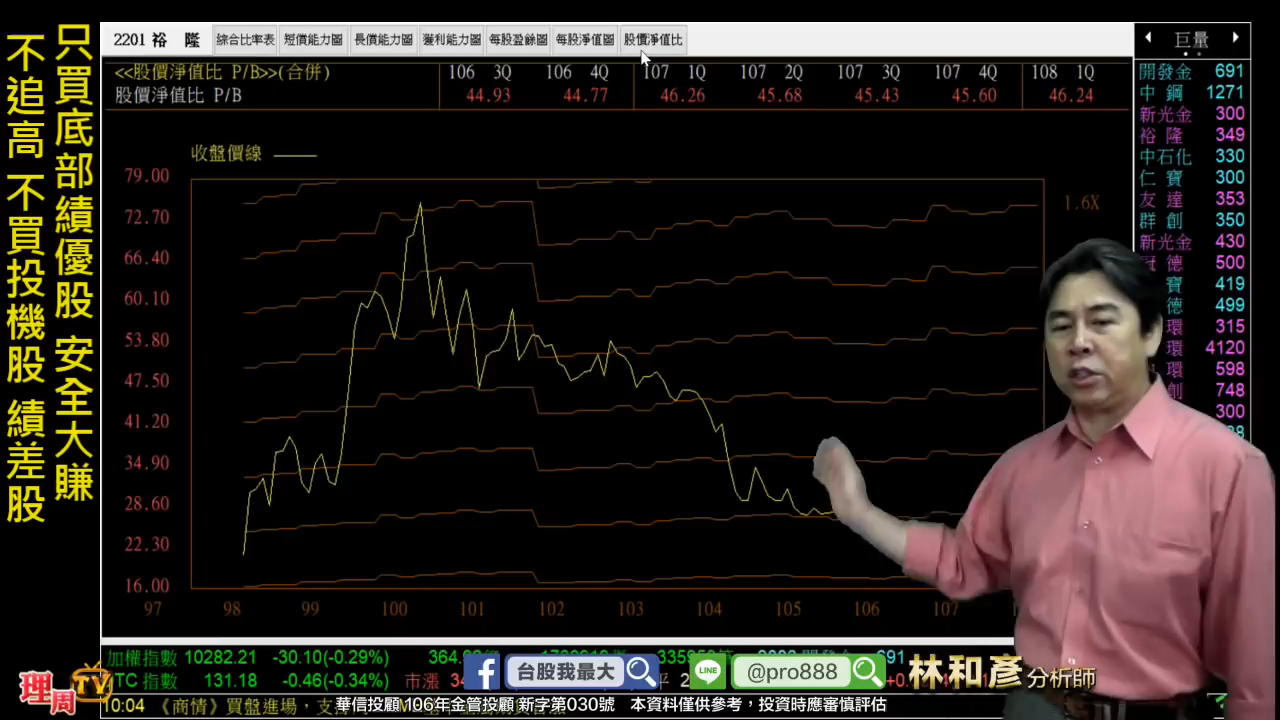 只買底部績優股 安全大賺
不追高 不買投機股 績差股
2201 裕 隆 綜合比率表 短償能力圖 長償能力圖 獲利能力圖 每股盈餘圖 每股淨值圖 股價淨值比
<<股價淨值比 P/B>>(合併) 106 3Q 106 4Q 107 1Q 107 2Q 107 3Q 107 4Q 108 1Q
股價淨值比 P/B 44.93 44.77 46.26 45.68 45.43 45.60 46.24
收盤價線
79.00
72.70
66.40
60.10
53.80
47.50
41.20
34.90
28.60
22.30
16.00
1.6X
97 98 99 100 101 102 103 104 105 106 107
巨量
開發金 691
中 鋼 1271
新光金 300
裕 隆 349
中石化 330
仁 寶 300
友 達 353
群 創 350
新光金 430
德 500
寶 419
德 499
環 315
環 4120
環 598
創 748
300
加權指數 10282.21 -30.10(-0.29%)
TC 指數 131.18 -0.46(-0.34%) 市漲
10:04 《商情》買盤進場，支
台股我最大
LINE @pro888
林和彥 分析師
華信投顧 106年金管投顧 新字第030號 本資料僅供參考，投資時應審慎評估
理周TV